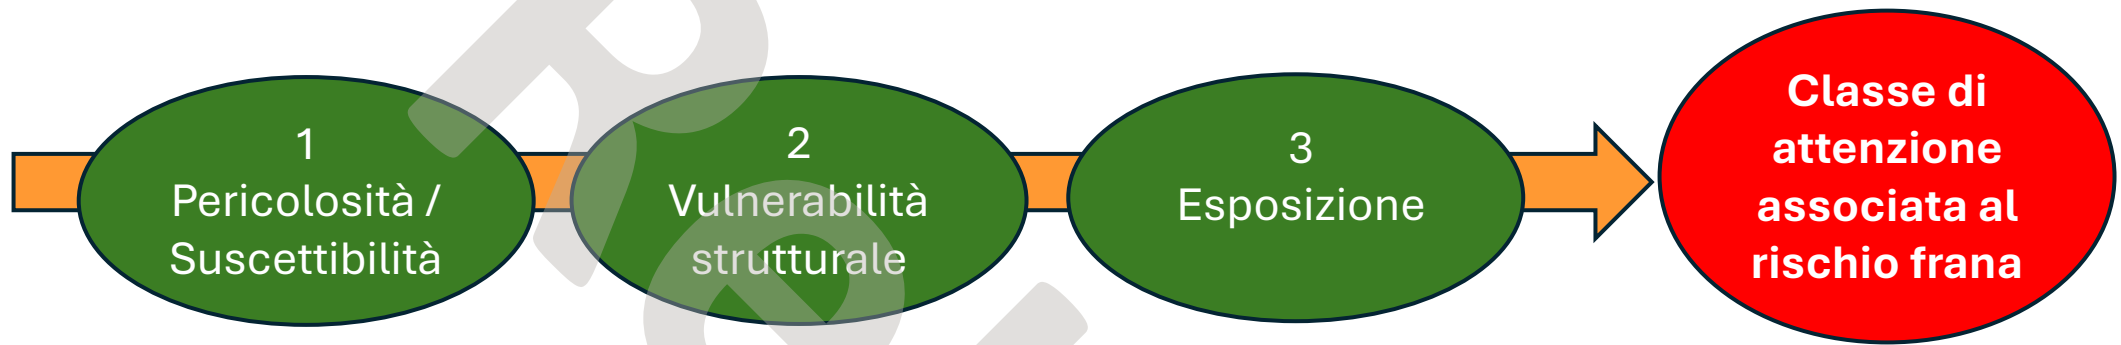 1
Pericolosità /
Suscettibilità
2
Vulnerabilità
strutturale
3
Esposizione
Classe di
attenzione
associata al
rischio frana